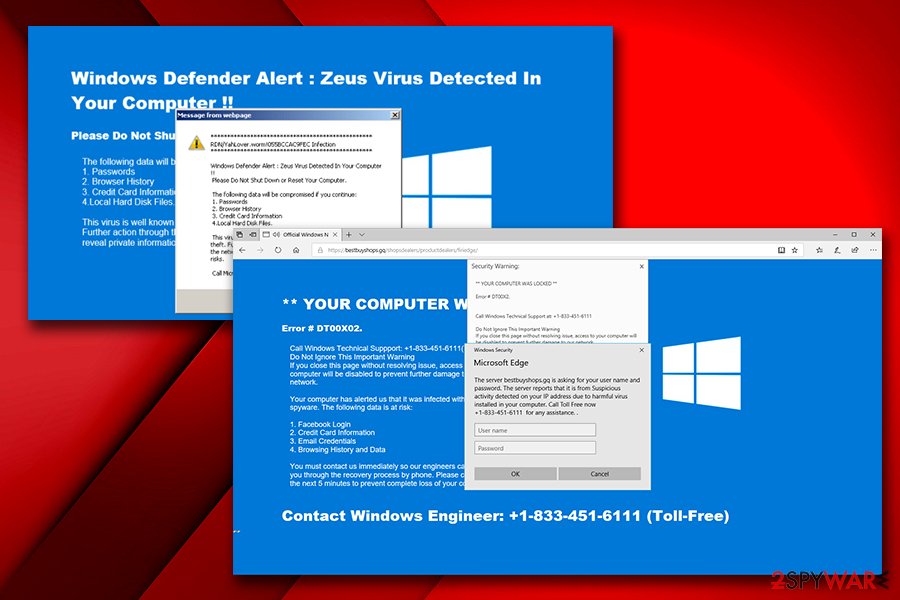 Windows Defender Alert : Zeus Virus Detected In
Your Computer !!
Please Do Not Shu
The following data will b
1. Passwords
2. Browser History
3. Credit Card Informatio
4.Local Hard Disk Files.
This virus is well known
Further action through th
reveal private informatio
Message from webpage
****************************************************
RDN/YahLover.worm!055BCCAC9FEC Infection
****************************************************
Windows Defender Alert : Zeus Virus Detected In Your Computer
!!
Please Do Not Shut Down or Reset Your Computer.
The following data will be compromised if you continue:
1. Passwords
2. Browser History
3. Credit Card Information
4.Local Hard Disk Files.
This viru
theft. Fu
the netw
risks.
Call Micr
Official Windows N
https://bestbuyshops.gq/shopsdealers/productdealers/firiedge/
** YOUR COMPUTER W
Error # DT00X02.
Call Windows Technical Suppport: +1-833-451-6111(
Do Not Ignore This Important Warning
If you close this page without resolving issue, access
computer will be disabled to prevent further damage t
network.
Your computer has alerted us that it was infected with
spyware. The following data is at risk:
1. Facebook Login
2. Credit Card Information
3. Email Credentials
4. Browsing History and Data
You must contact us immediately so our engineers ca
you through the recovery process by phone. Please c
the next 5 minutes to prevent complete loss of your co
Contact Windows Engineer: +1-833-451-6111 (Toll-Free)
Security Warning:
** YOUR COMPUTER WAS LOCKED **
Error # DT00X2.
Call Windows Technical Support at: +1-833-451-6111
Do Not Ignore This Important Warning
If you close this page without resolving issue, access to your computer will
be disabled to prevent further damage to our network.
Windows Security
Microsoft Edge
The server bestbuyshops.gq is asking for your user name and
password. The server reports that it is from Suspicious
activity detected on your IP address due to harmful virus
installed in your computer. Call Toll Free now
+1-833-451-6111 for any assistance. .
User name
Password
OK
Cancel
2SPYWAR